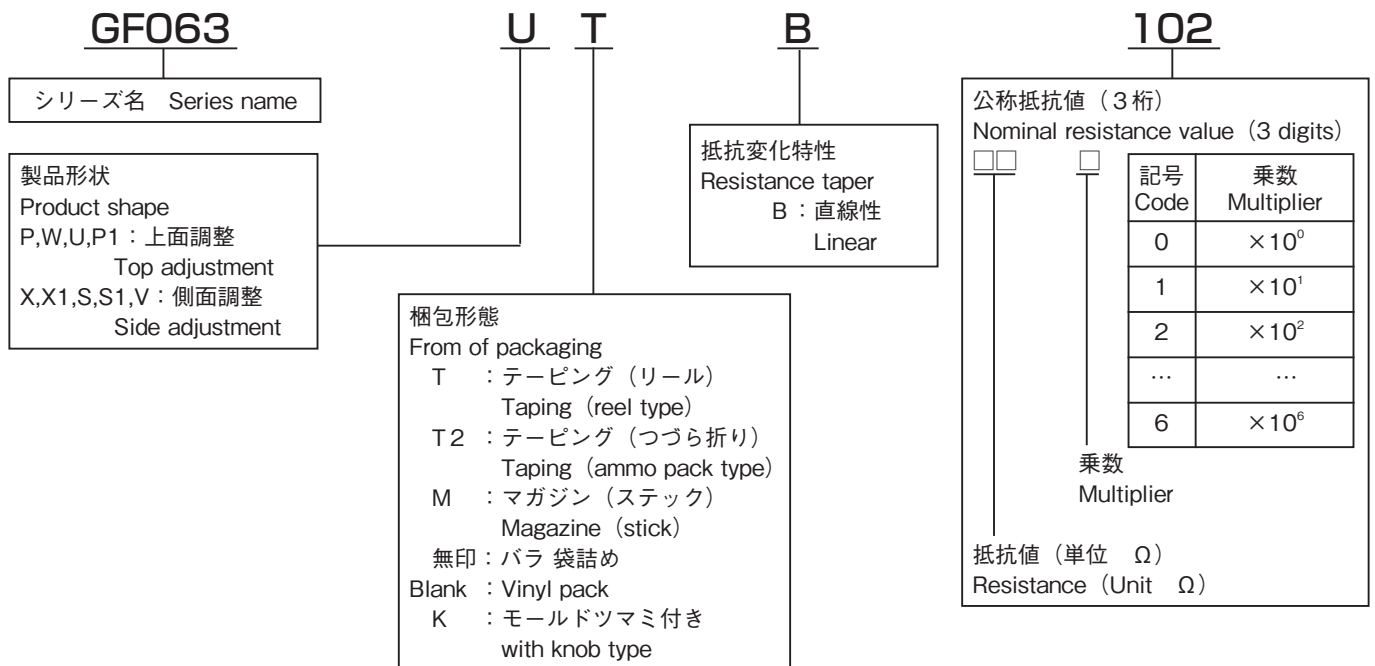 GF063 U T B 102
シリーズ名 Series name
製品形状
Product shape
P,W,U,P1：上面調整
Top adjustment
X,X1,S,S1,V：側面調整
Side adjustment
梱包形態
From of packaging
T ：テーピング（リール）
Taping（reel type）
T2 ：テーピング（つづら折り）
Taping（ammo pack type）
M ：マガジン（ステック）
Magazine（stick）
無印：バラ 袋詰め
Blank ：Vinyl pack
K ：モールドツマミ付き
with knob type
抵抗変化特性
Resistance taper
B：直線性
Linear
公称抵抗値（3桁）
Nominal resistance value（3 digits）
□□ □
記号 乗数
Code Multiplier
0 ×10⁰
1 ×10¹
2 ×10²
… …
6 ×10⁶
乗数
Multiplier
抵抗値（単位 Ω）
Resistance（Unit Ω）